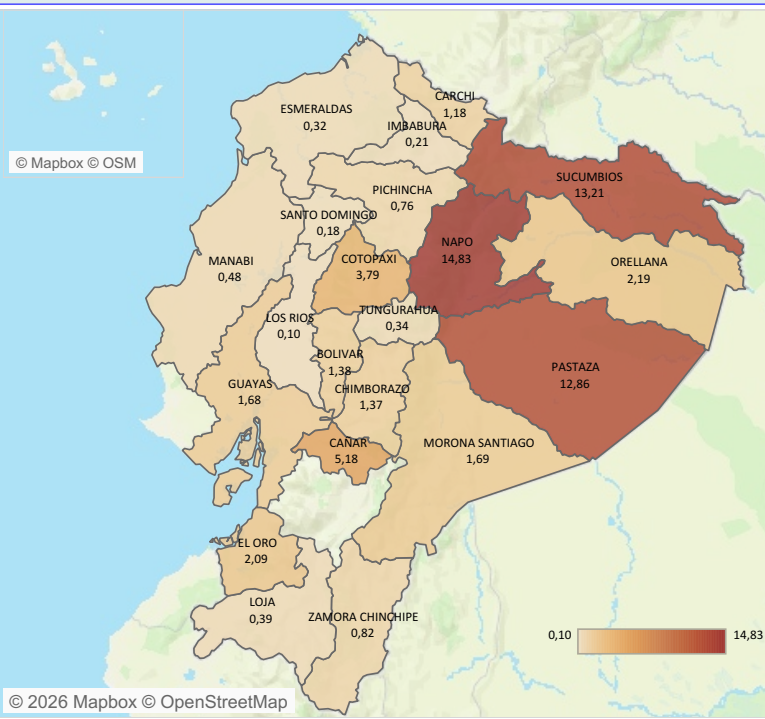 CARCHI
1,18
ESMERALDAS
0,32
IMBABURA
0,21
© Mapbox © OSM
SUCUMBIOS
13,21
PICHINCHA
0,76
SANTO DOMINGO
0,18
NAPO
14,83
MANABI
0,48
COTOPAXI
3,79
ORELLANA
2,19
TUNGURAHUA
0,34
LOS RIOS
0,10
BOLIVAR
1,38
PASTAZA
12,86
GUAYAS
1,68
CHIMBORAZO
1,37
CAÑAR
5,18
MORONA SANTIAGO
1,69
EL ORO
2,09
LOJA
0,39
ZAMORA CHINCHIPE
0,82
0,10
14,83
© 2026 Mapbox © OpenStreetMap